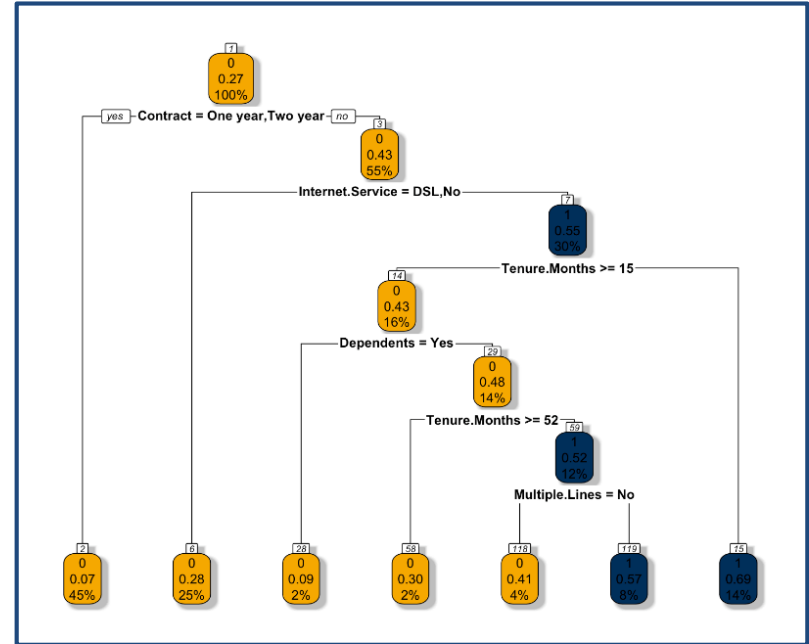 1
0
0.27
100%
yes Contract = One year,Two year no
3
0
0.43
55%
Internet.Service = DSL,No
7
1
0.55
30%
Tenure.Months >= 15
14
0
0.43
16%
Dependents = Yes
29
0
0.48
14%
Tenure.Months >= 52
59
1
0.52
12%
Multiple.Lines = No
2 6 28 58 118 119 15
0 0 0 0 0 1 1
0.07 0.28 0.09 0.30 0.41 0.57 0.69
45% 25% 2% 2% 4% 8% 14%